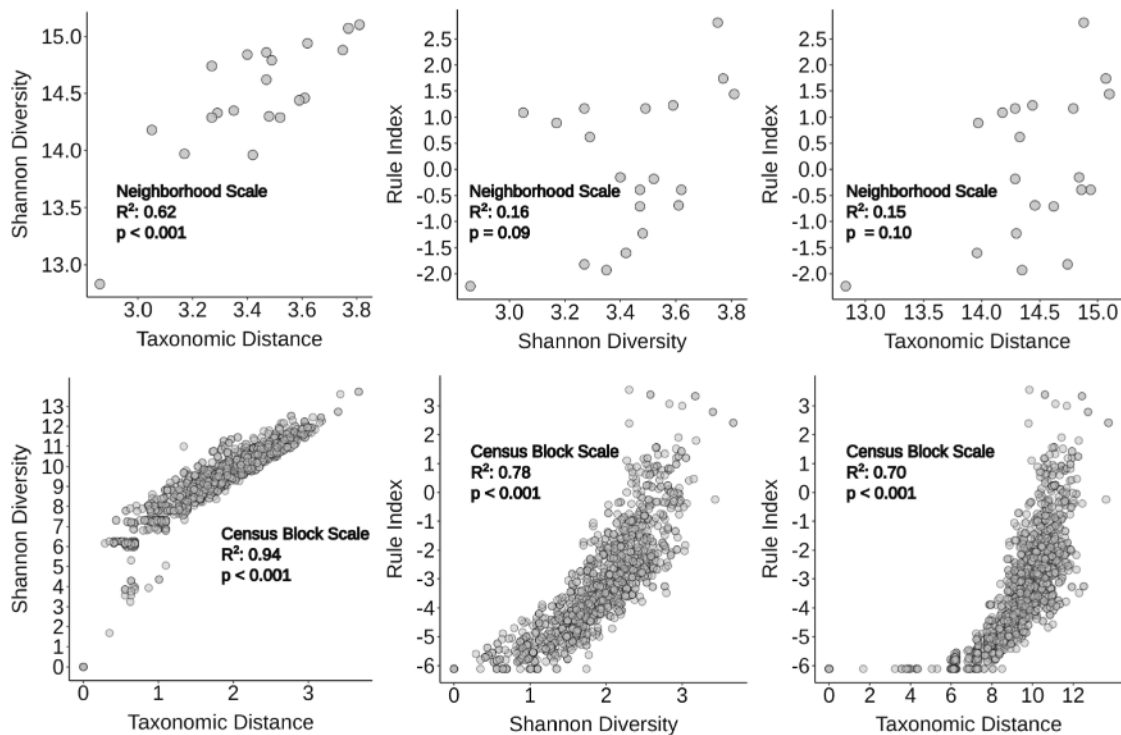 Shannon Diversity
15.0
14.5
14.0
13.5
13.0
Neighborhood Scale
R²: 0.62
p < 0.001
3.0
3.2
3.4
3.6
3.8
Taxonomic Distance
Rule Index
2.5
2.0
1.5
1.0
0.5
0.0
-0.5
-1.0
-1.5
-2.0
Neighborhood Scale
R²: 0.16
p = 0.09
3.0
3.2
3.4
3.6
3.8
Shannon Diversity
Rule Index
2.5
2.0
1.5
1.0
0.5
0.0
-0.5
-1.0
-1.5
-2.0
Neighborhood Scale
R²: 0.15
p = 0.10
13.0
13.5
14.0
14.5
15.0
Taxonomic Distance
Shannon Diversity
13
12
11
10
9
8
7
6
5
4
3
2
1
0
Census Block Scale
R²: 0.94
p < 0.001
0
1
2
3
Taxonomic Distance
Rule Index
3
2
1
0
-1
-2
-3
-4
-5
-6
Census Block Scale
R²: 0.78
p < 0.001
0
1
2
3
Shannon Diversity
Rule Index
3
2
1
0
-1
-2
-3
-4
-5
-6
Census Block Scale
R²: 0.70
p < 0.001
0
2
4
6
8
10
12
Taxonomic Distance